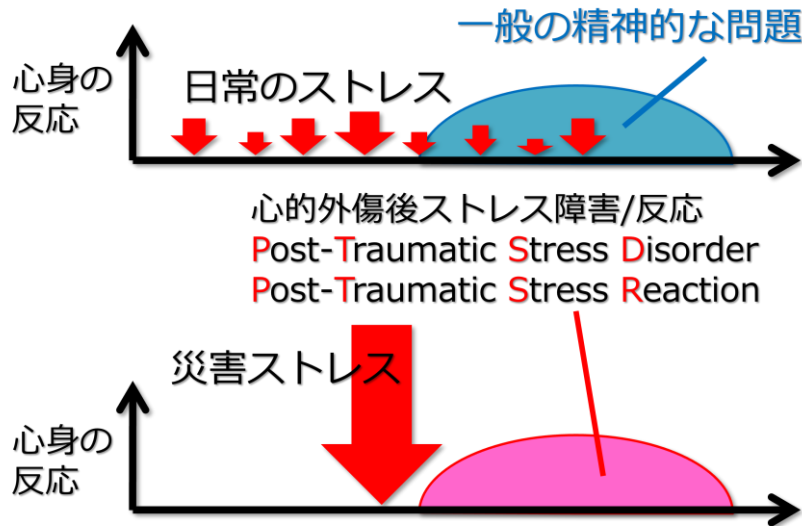 一般の精神的な問題
心身の
反応
日常のストレス
心的外傷後ストレス障害/反応
Post-Traumatic Stress Disorder
Post-Traumatic Stress Reaction
災害ストレス
心身の
反応